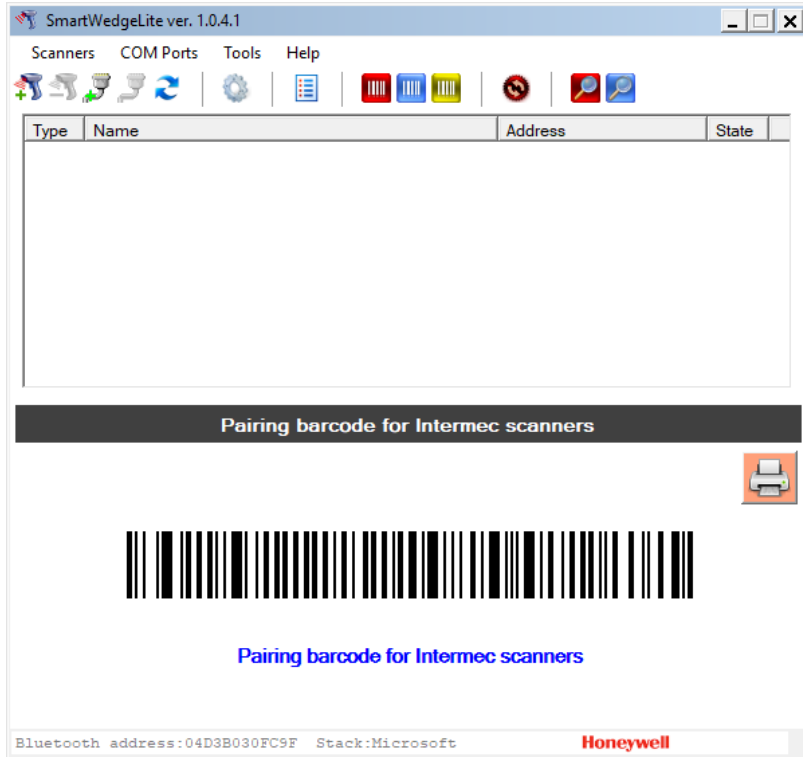 SmartWedgeLite ver. 1.0.4.1
Scanners COM Ports Tools Help
Type Name Address State
Pairing barcode for Intermec scanners
Pairing barcode for Intermec scanners
Bluetooth address:04D3B030FC9F Stack:Microsoft Honeywell